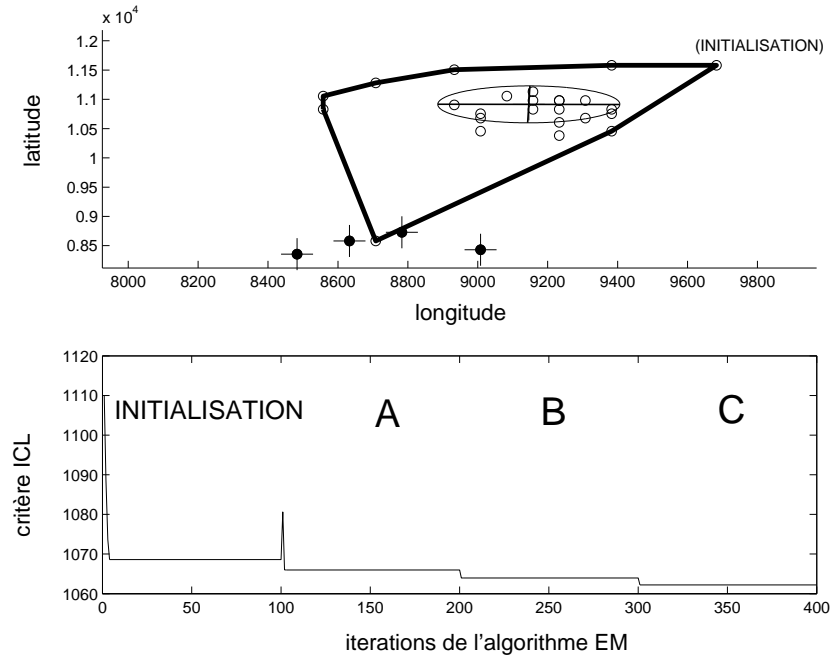 x 10⁴
1.2
1.15
1.1
1.05
1
0.95
0.9
0.85
latitude
(INITIALISATION)
8000 8200 8400 8600 8800 9000 9200 9400 9600 9800
longitude
1120
1110
1100
1090
1080
1070
1060
critère ICL
INITIALISATION A B C
0 50 100 150 200 250 300 350 400
iterations de l'algorithme EM